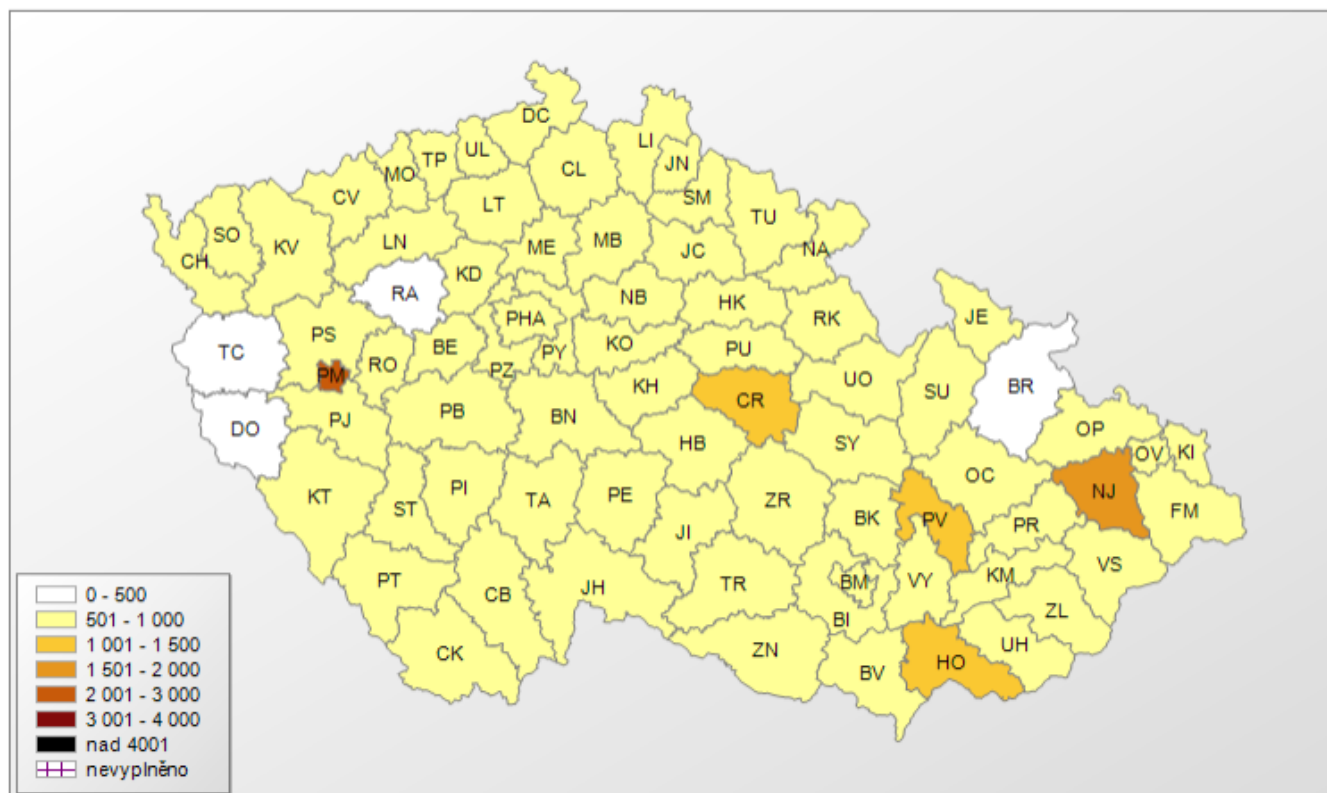 DC
LI
UL
TP
MO
JN
CL
CV
SM
LT
TU
SO
KV
LN
ME
MB
JC
NA
CH
KD
RA
NB
HK
PHA
RK
JE
PS
KO
PU
TC
RO
BE
PY
PZ
PM
KH
CR
UO
SU
BR
PB
BN
DO
PJ
HB
SY
OP
OV
KI
KT
ST
PI
TA
PE
ZR
OC
NJ
JI
BK
PV
PR
FM
PT
CB
JH
TR
BM
VY
KM
VS
ZL
BI
CK
ZN
BV
HO
UH
0 - 500
501 - 1 000
1 001 - 1 500
1 501 - 2 000
2 001 - 3 000
3 001 - 4 000
nad 4001
nevyplněno